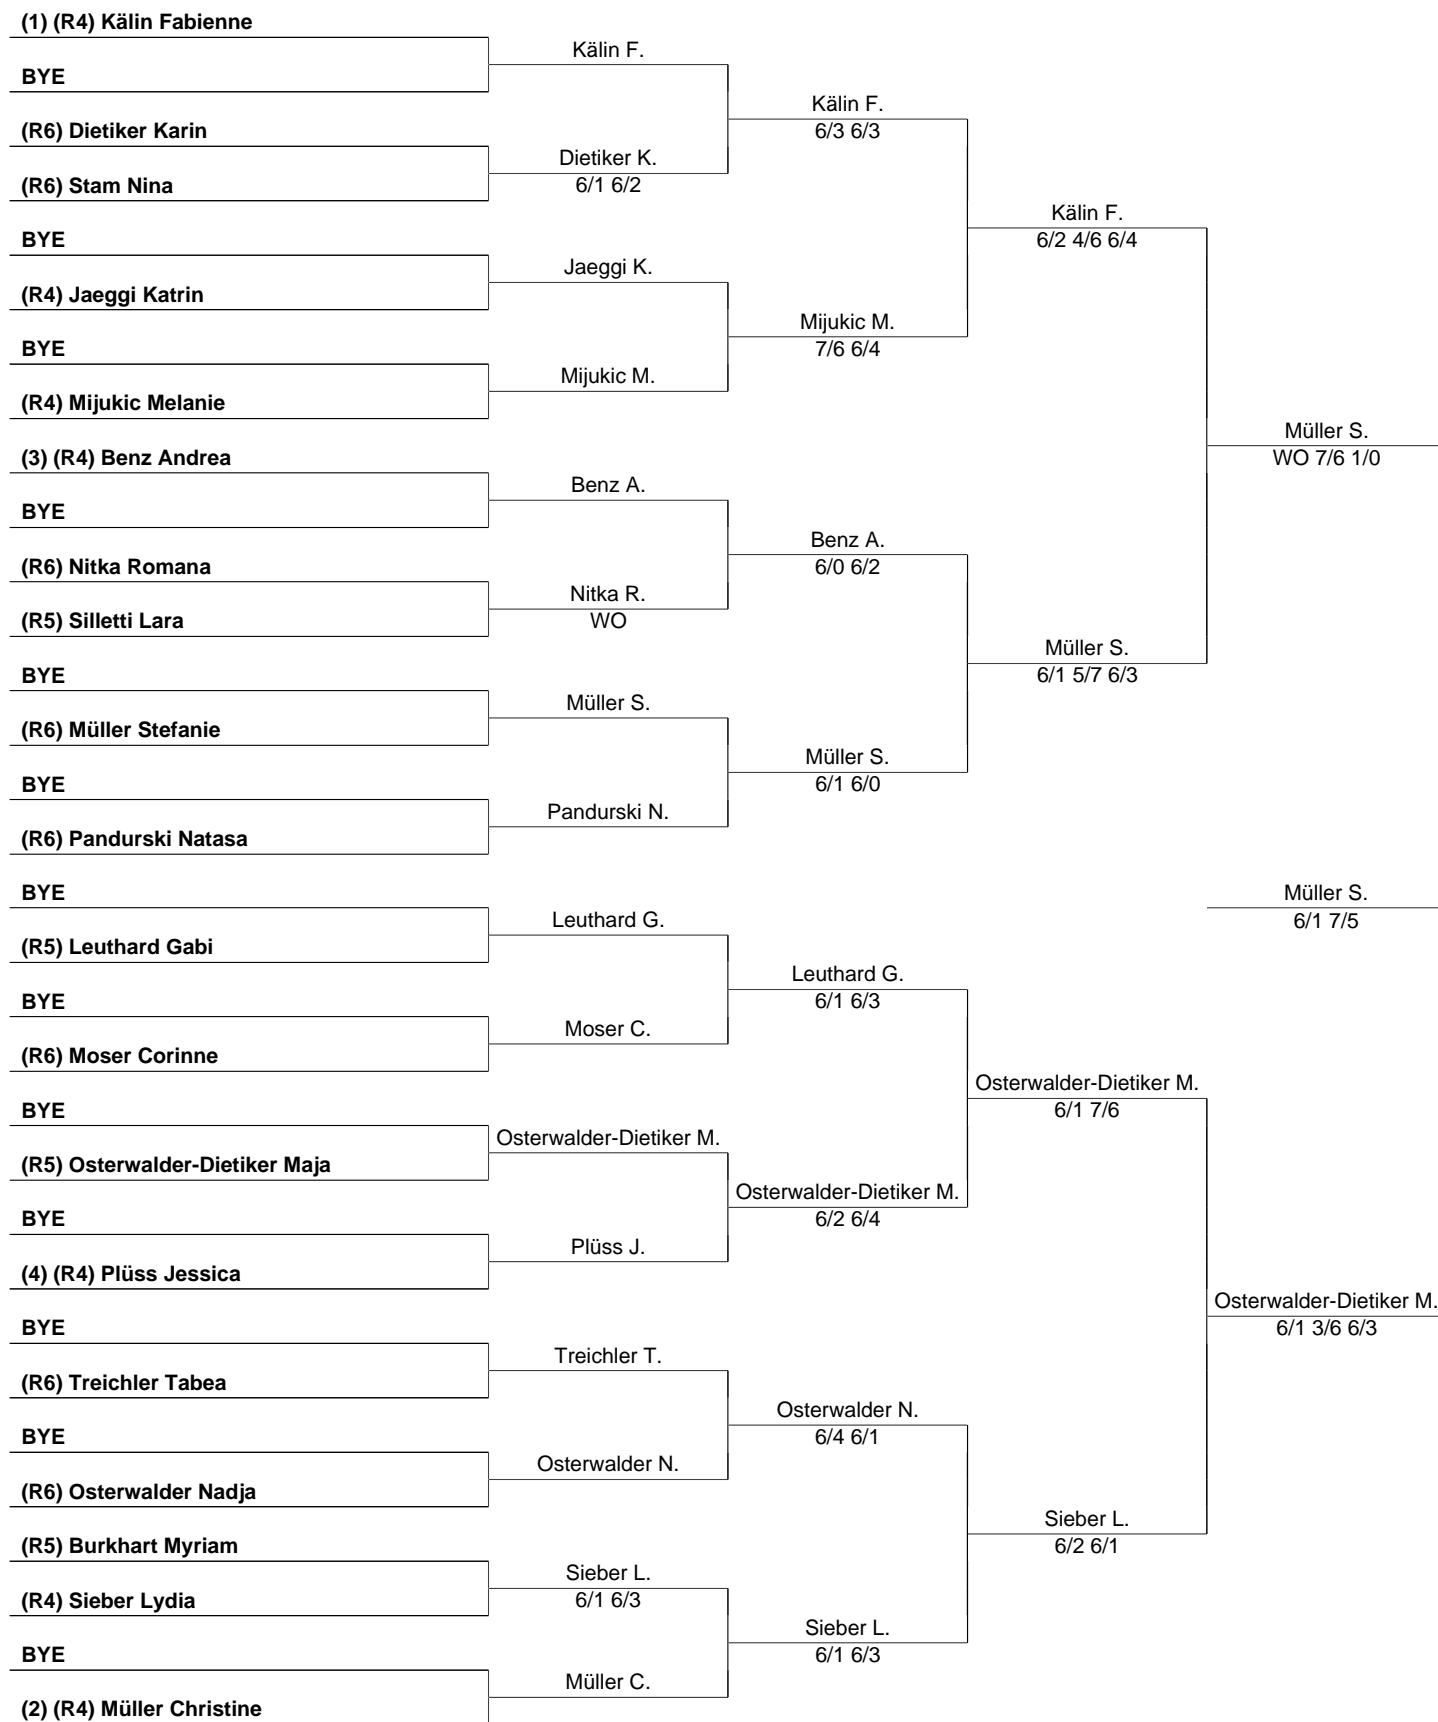 (1) (R4) Kälin Fabienne
Kälin F.
BYE
Kälin F.
6/3 6/3
(R6) Dietiker Karin
Dietiker K.
6/1 6/2
(R6) Stam Nina
Kälin F.
6/2 4/6 6/4
BYE
Jaeggi K.
(R4) Jaeggi Katrin
Mijukic M.
7/6 6/4
BYE
Mijukic M.
(R4) Mijukic Melanie
Müller S.
WO 7/6 1/0
(3) (R4) Benz Andrea
Benz A.
BYE
Benz A.
6/0 6/2
(R6) Nitka Romana
Nitka R.
WO
(R5) Silletti Lara
Müller S.
6/1 5/7 6/3
BYE
Müller S.
(R6) Müller Stefanie
Müller S.
6/1 6/0
BYE
Pandurski N.
(R6) Pandurski Natasa
BYE
Müller S.
6/1 7/5
Leuthard G.
(R5) Leuthard Gabi
Leuthard G.
6/1 6/3
BYE
Moser C.
(R6) Moser Corinne
Osterwalder-Dietiker M.
6/1 7/6
BYE
Osterwalder-Dietiker M.
(R5) Osterwalder-Dietiker Maja
Osterwalder-Dietiker M.
6/2 6/4
BYE
Plüss J.
(4) (R4) Plüss Jessica
Osterwalder-Dietiker M.
6/1 3/6 6/3
BYE
Treichler T.
(R6) Treichler Tabea
Osterwalder N.
6/4 6/1
BYE
Osterwalder N.
(R6) Osterwalder Nadja
Sieber L.
6/2 6/1
(R5) Burkhart Myriam
Sieber L.
6/1 6/3
(R4) Sieber Lydia
Sieber L.
6/1 6/3
BYE
Müller C.
(2) (R4) Müller Christine